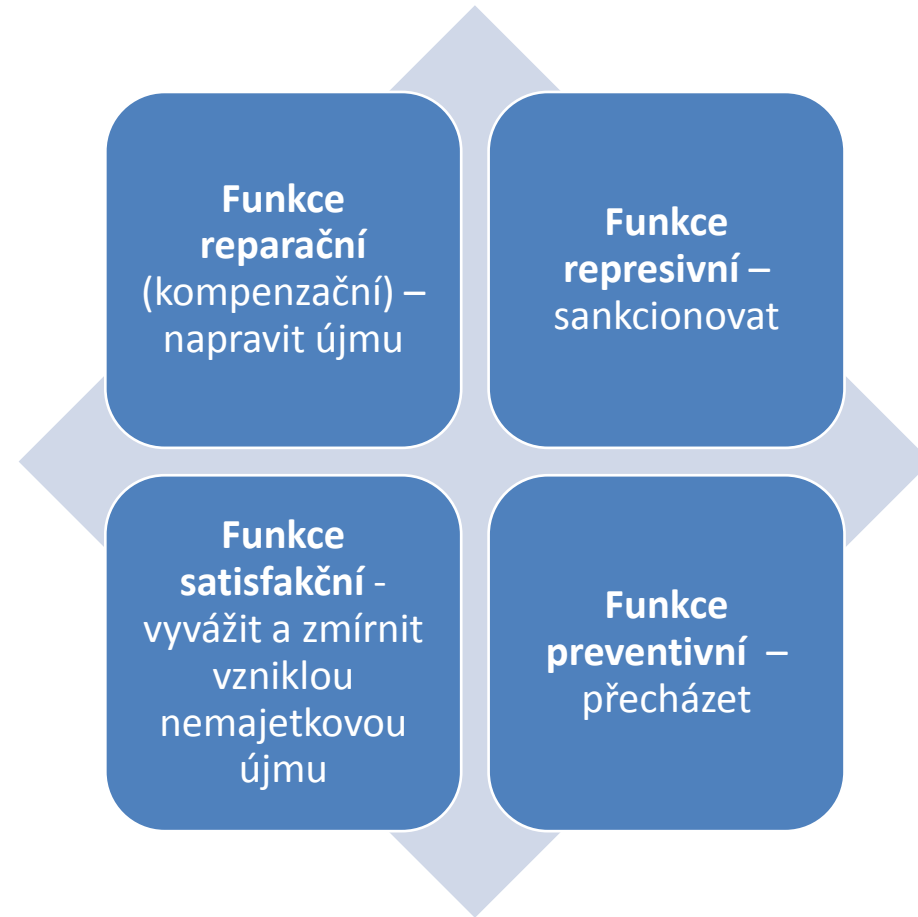 Funkce
reparační
(kompenzační) –
napravit újmu
Funkce
represivní –
sankcionovat
Funkce
satisfakční -
vyvážit a zmírnit
vzniklou
nemajetkovou
újmu
Funkce
preventivní –
přecházet